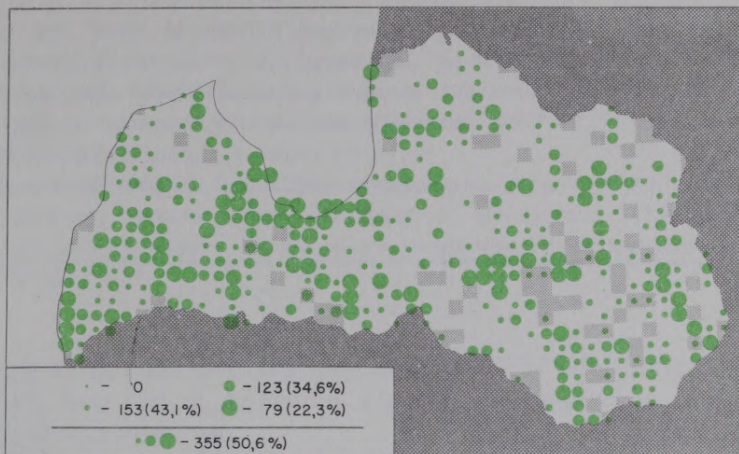 - 0
- 123 (34,6%)
- 153 (43,1%)
- 79 (22,3%)
- 355 (50,6%)